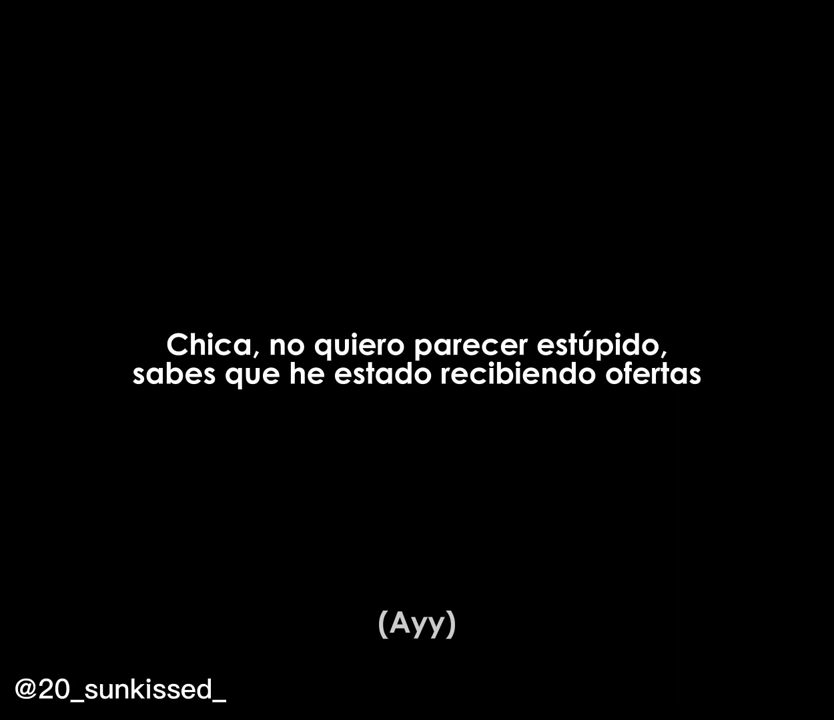 Chica, no quiero parecer estúpido,
sabes que he estado recibiendo ofertas
(Ayy)
@20_sunkissed_